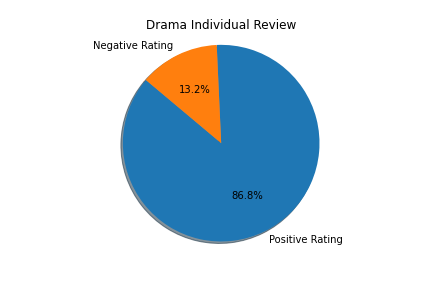 Drama Individual Review
Negative Rating
13.2%
86.8%
Positive Rating